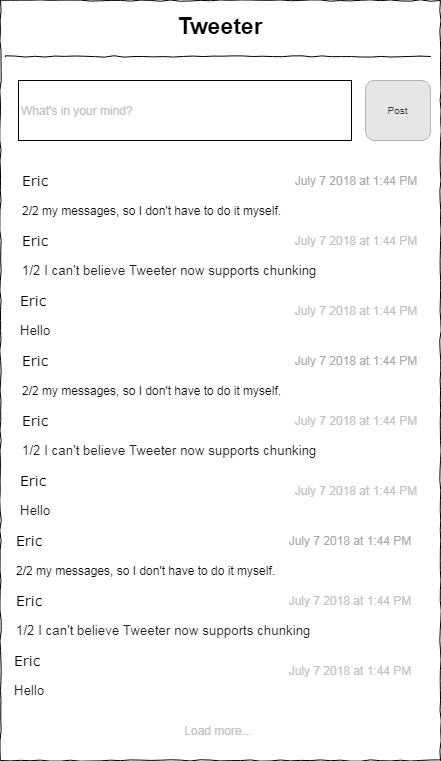 Tweeter
What's in your mind?
Post
Eric July 7 2018 at 1:44 PM
2/2 my messages, so I don't have to do it myself.
Eric July 7 2018 at 1:44 PM
1/2 I can't believe Tweeter now supports chunking
Eric July 7 2018 at 1:44 PM
Hello
Eric July 7 2018 at 1:44 PM
2/2 my messages, so I don't have to do it myself.
Eric July 7 2018 at 1:44 PM
1/2 I can't believe Tweeter now supports chunking
Eric July 7 2018 at 1:44 PM
Hello
Eric July 7 2018 at 1:44 PM
2/2 my messages, so I don't have to do it myself.
Eric July 7 2018 at 1:44 PM
1/2 I can't believe Tweeter now supports chunking
Eric July 7 2018 at 1:44 PM
Hello
Load more...